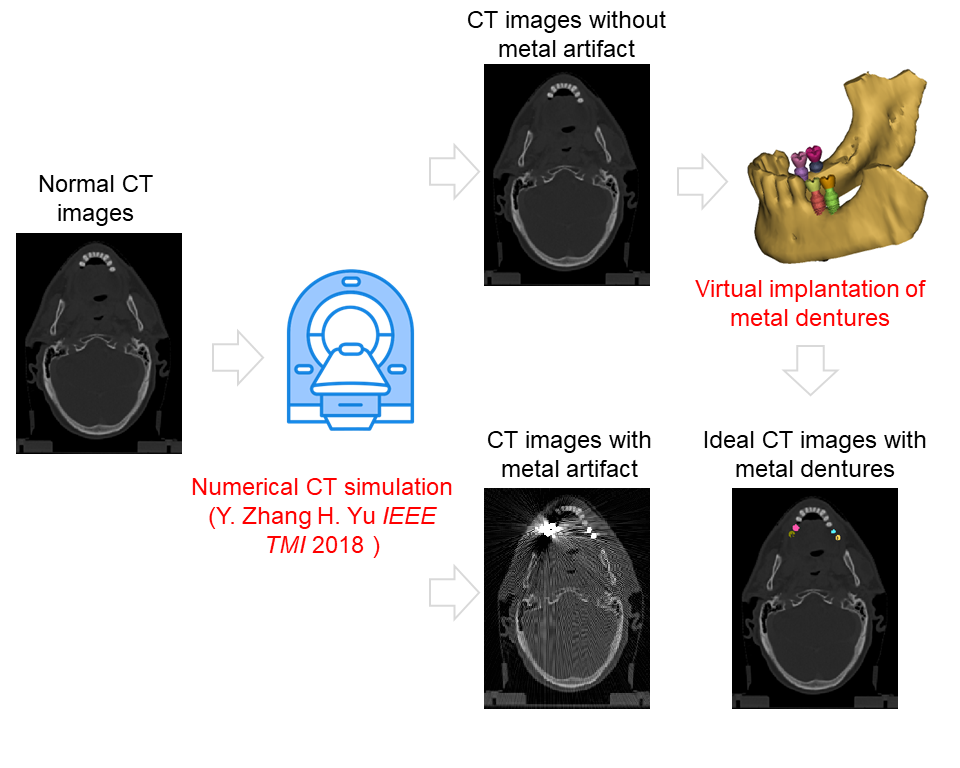 Normal CT
images
Numerical CT simulation
(Y. Zhang H. Yu IEEE
TMI 2018 )
CT images without
metal artifact
Virtual implantation of
metal dentures
CT images with
metal artifact
Ideal CT images with
metal dentures